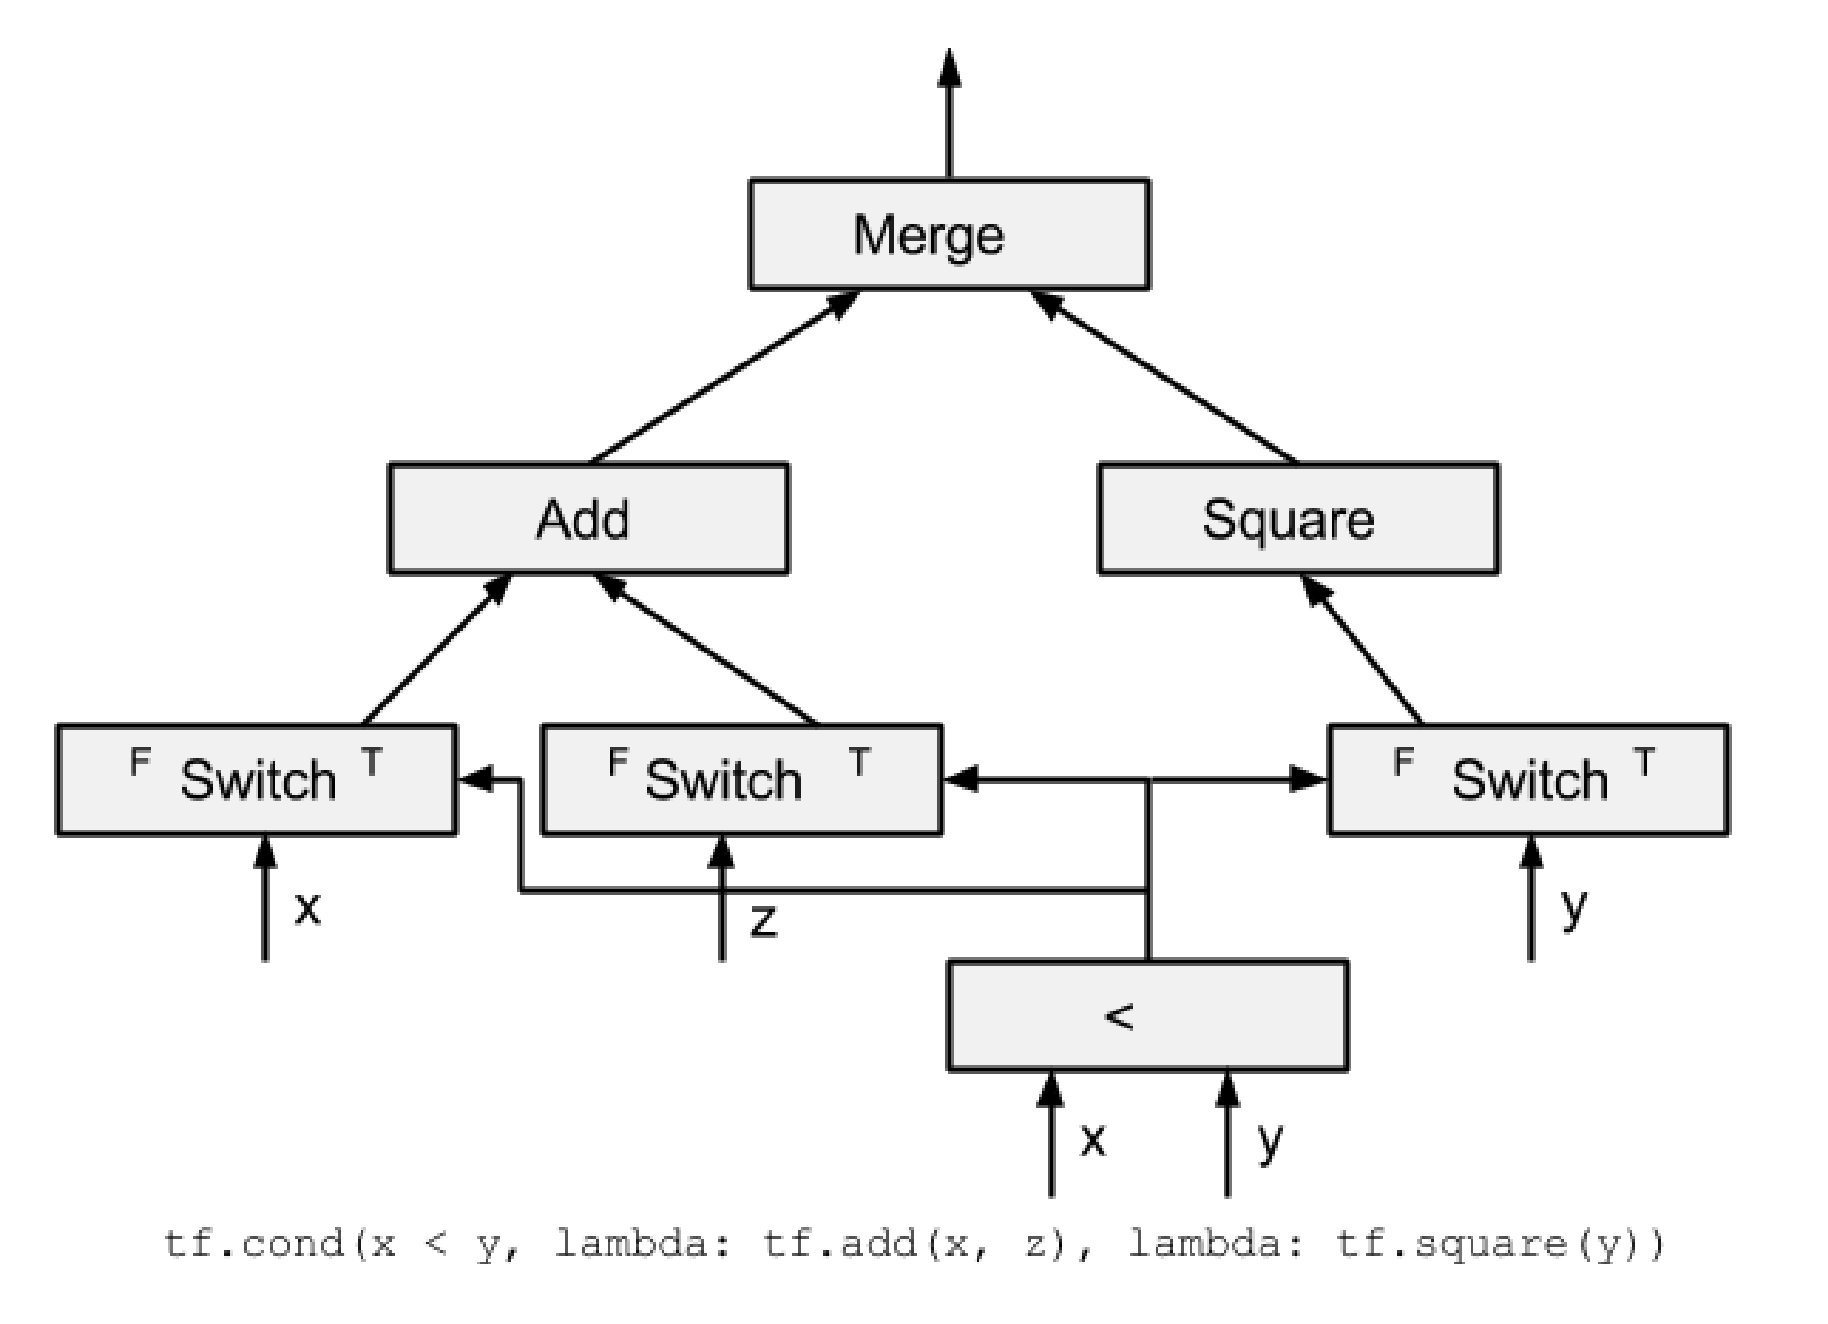 Merge
Add
Square
F Switch T
F Switch T
F Switch T
x
z
y
<
x
y
tf.cond(x < y, lambda: tf.add(x, z), lambda: tf.square(y))